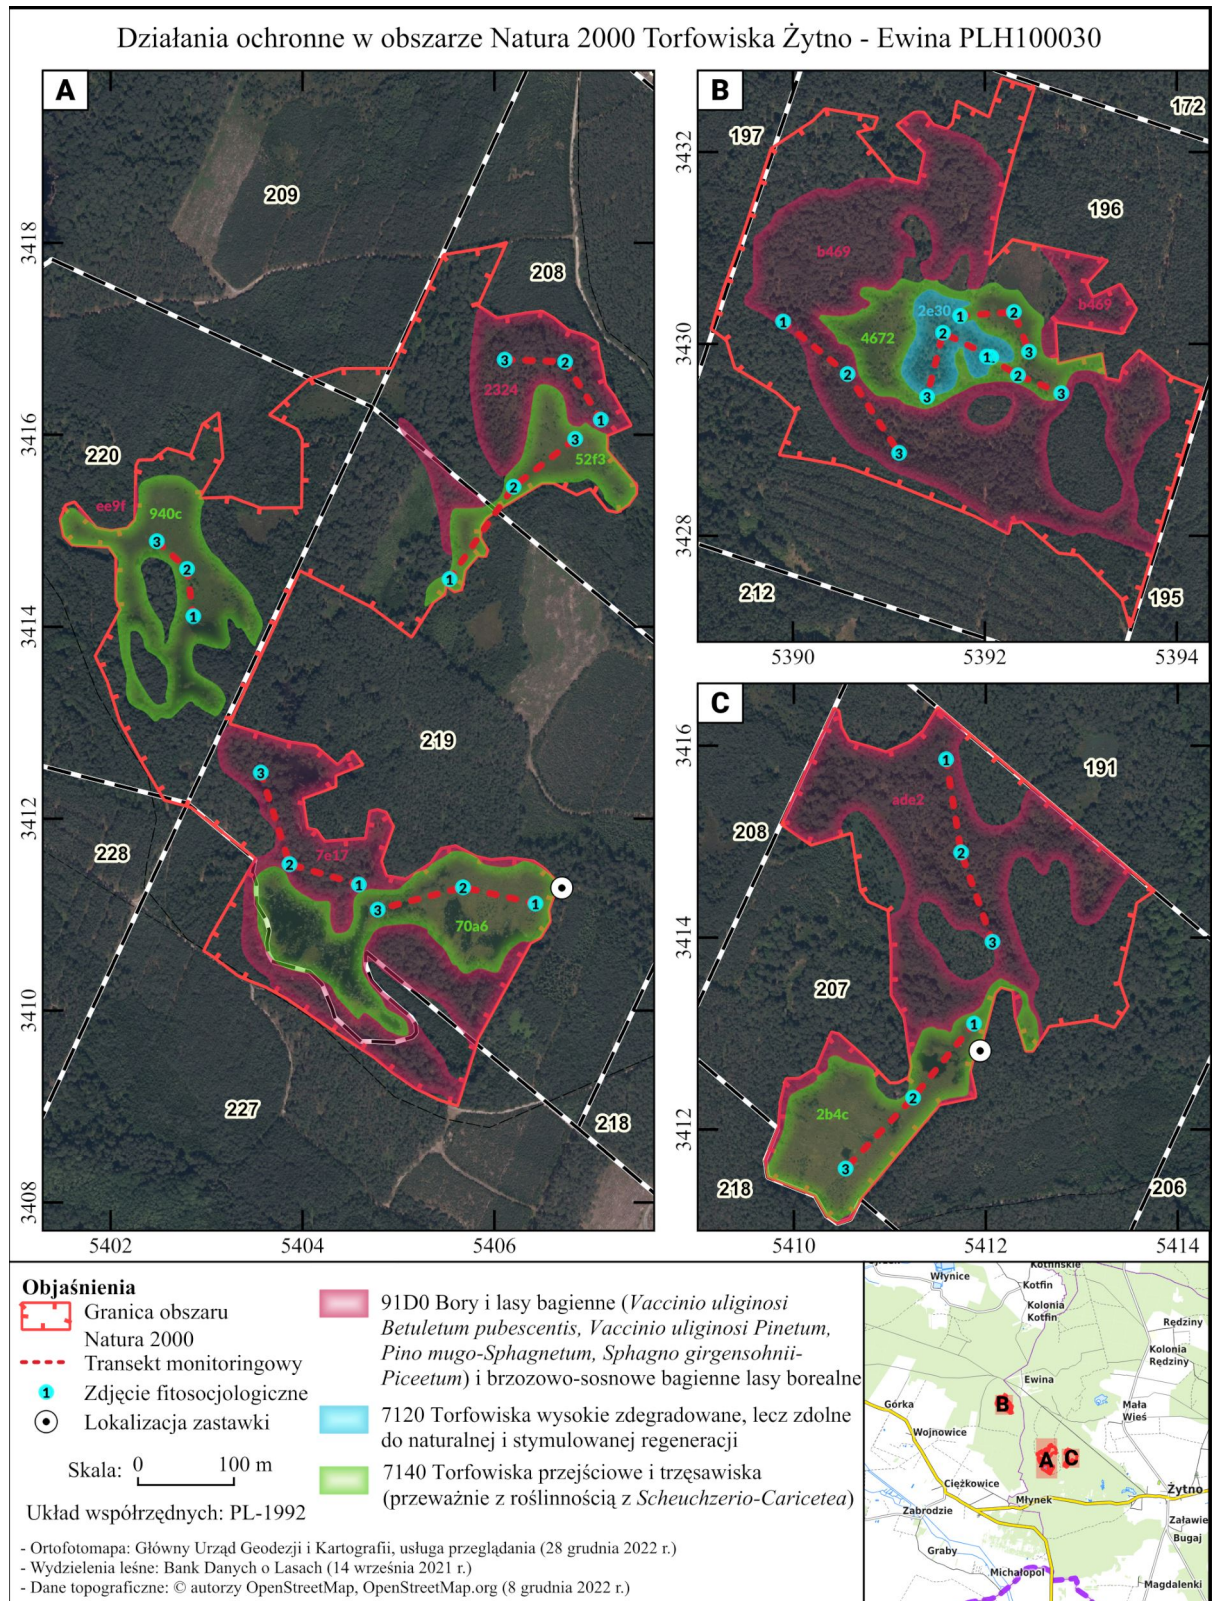 Działania ochronne w obszarze Natura 2000 Torfowiska Żytno - Ewina PLH100030
A
209
208
2324
52f3
220
ee9f
940c
219
7e17
70a6
228
227
218
3418
3416
3414
3412
3410
3408
5402
5404
5406
B
172
197
196
b469
b469
4672
2e30
212
195
3432
3430
3428
5390
5392
5394
C
191
208
ade2
207
2b4c
218
206
3416
3414
3412
5410
5412
5414
Objaśnienia
Granica obszaru
Natura 2000
Transekt monitoringowy
1 Zdjęcie fitosocjologiczne
Lokalizacja zastawki
Skala: 0 100 m
Układ współrzędnych: PL-1992
91D0 Bory i lasy bagienne (Vaccinio uliginosi
Betuletum pubescentis, Vaccinio uliginosi Pinetum,
Pino mugo-Sphagnetum, Sphagno girgensohnii-
Piceetum) i brzozowo-sosnowe bagienne lasy borealne
7120 Torfowiska wysokie zdegradowane, lecz zdolne
do naturalnej i stymulowanej regeneracji
7140 Torfowiska przejściowe i trzęsawiska
(przeważnie z roślinnością z Scheuchzerio-Caricetea)
- Ortofotomapa: Główny Urząd Geodezji i Kartografii, usługa przeglądania (28 grudnia 2022 r.)
- Wydzielenia leśne: Bank Danych o Lasach (14 września 2021 r.)
- Dane topograficzne: © autorzy OpenStreetMap, OpenStreetMap.org (8 grudnia 2022 r.)
Włynice
Kotfin
Kolonia
Kotfin
Rędziny
Kolonia
Rędziny
Ewina
Górka
B
Mała
Wieś
Wojnowice
A
C
Ciężkowice
Młynek
Żytno
Zabrodzie
Załawie
Bugaj
Graby
Michałopol
Magdalenki